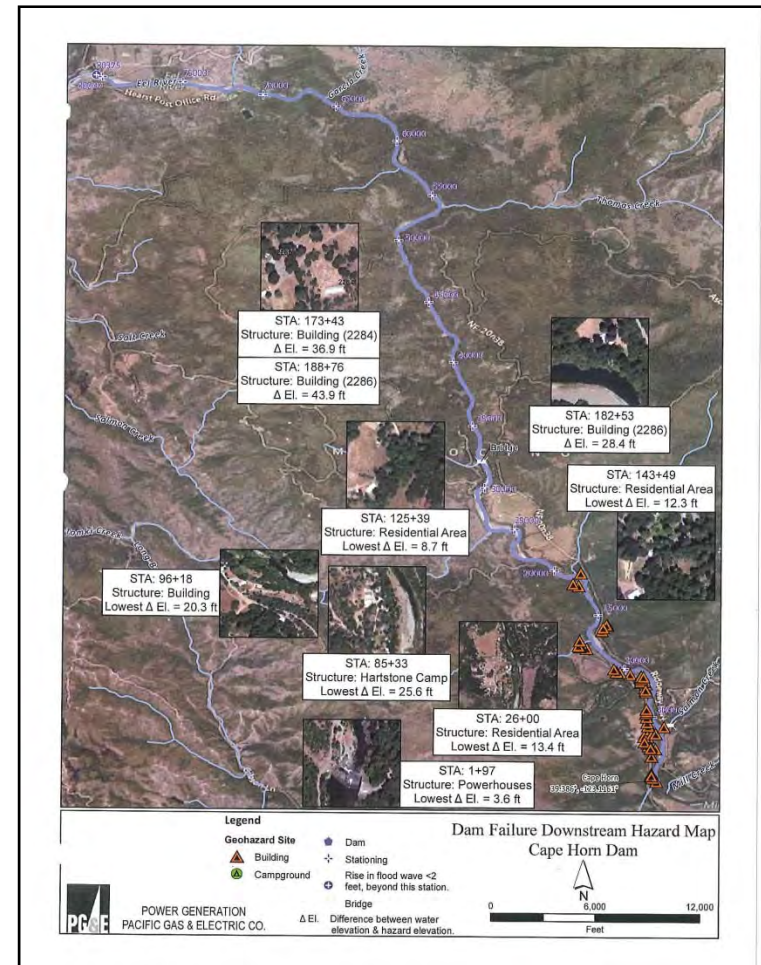 Eel River
Hearst Post Office Rd
Garcia Creek
Thomas Creek
STA: 173+43
Structure: Building (2284)
Δ El. = 36.9 ft
STA: 188+76
Structure: Building (2286)
Δ El. = 43.9 ft
STA: 182+53
Structure: Building (2286)
Δ El. = 28.4 ft
Salt Creek
Salmon Creek
Bridge
STA: 143+49
Structure: Residential Area
Lowest Δ El. = 12.3 ft
STA: 125+39
Structure: Residential Area
Lowest Δ El. = 8.7 ft
Tomki Creek
STA: 96+18
Structure: Building
Lowest Δ El. = 20.3 ft
STA: 85+33
Structure: Hartstone Camp
Lowest Δ El. = 25.6 ft
STA: 26+00
Structure: Residential Area
Lowest Δ El. = 13.4 ft
STA: 1+97
Structure: Powerhouses
Lowest Δ El. = 3.6 ft
Cape Horn
Legend
Geohazard Site
Building
Campground
Dam
Stationing
Rise in flood wave <2
feet, beyond this station.
Bridge
Δ El. Difference between water
elevation & hazard elevation.
Dam Failure Downstream Hazard Map
Cape Horn Dam
N
0 6,000 12,000
Feet
PG&E
POWER GENERATION
PACIFIC GAS & ELECTRIC CO.